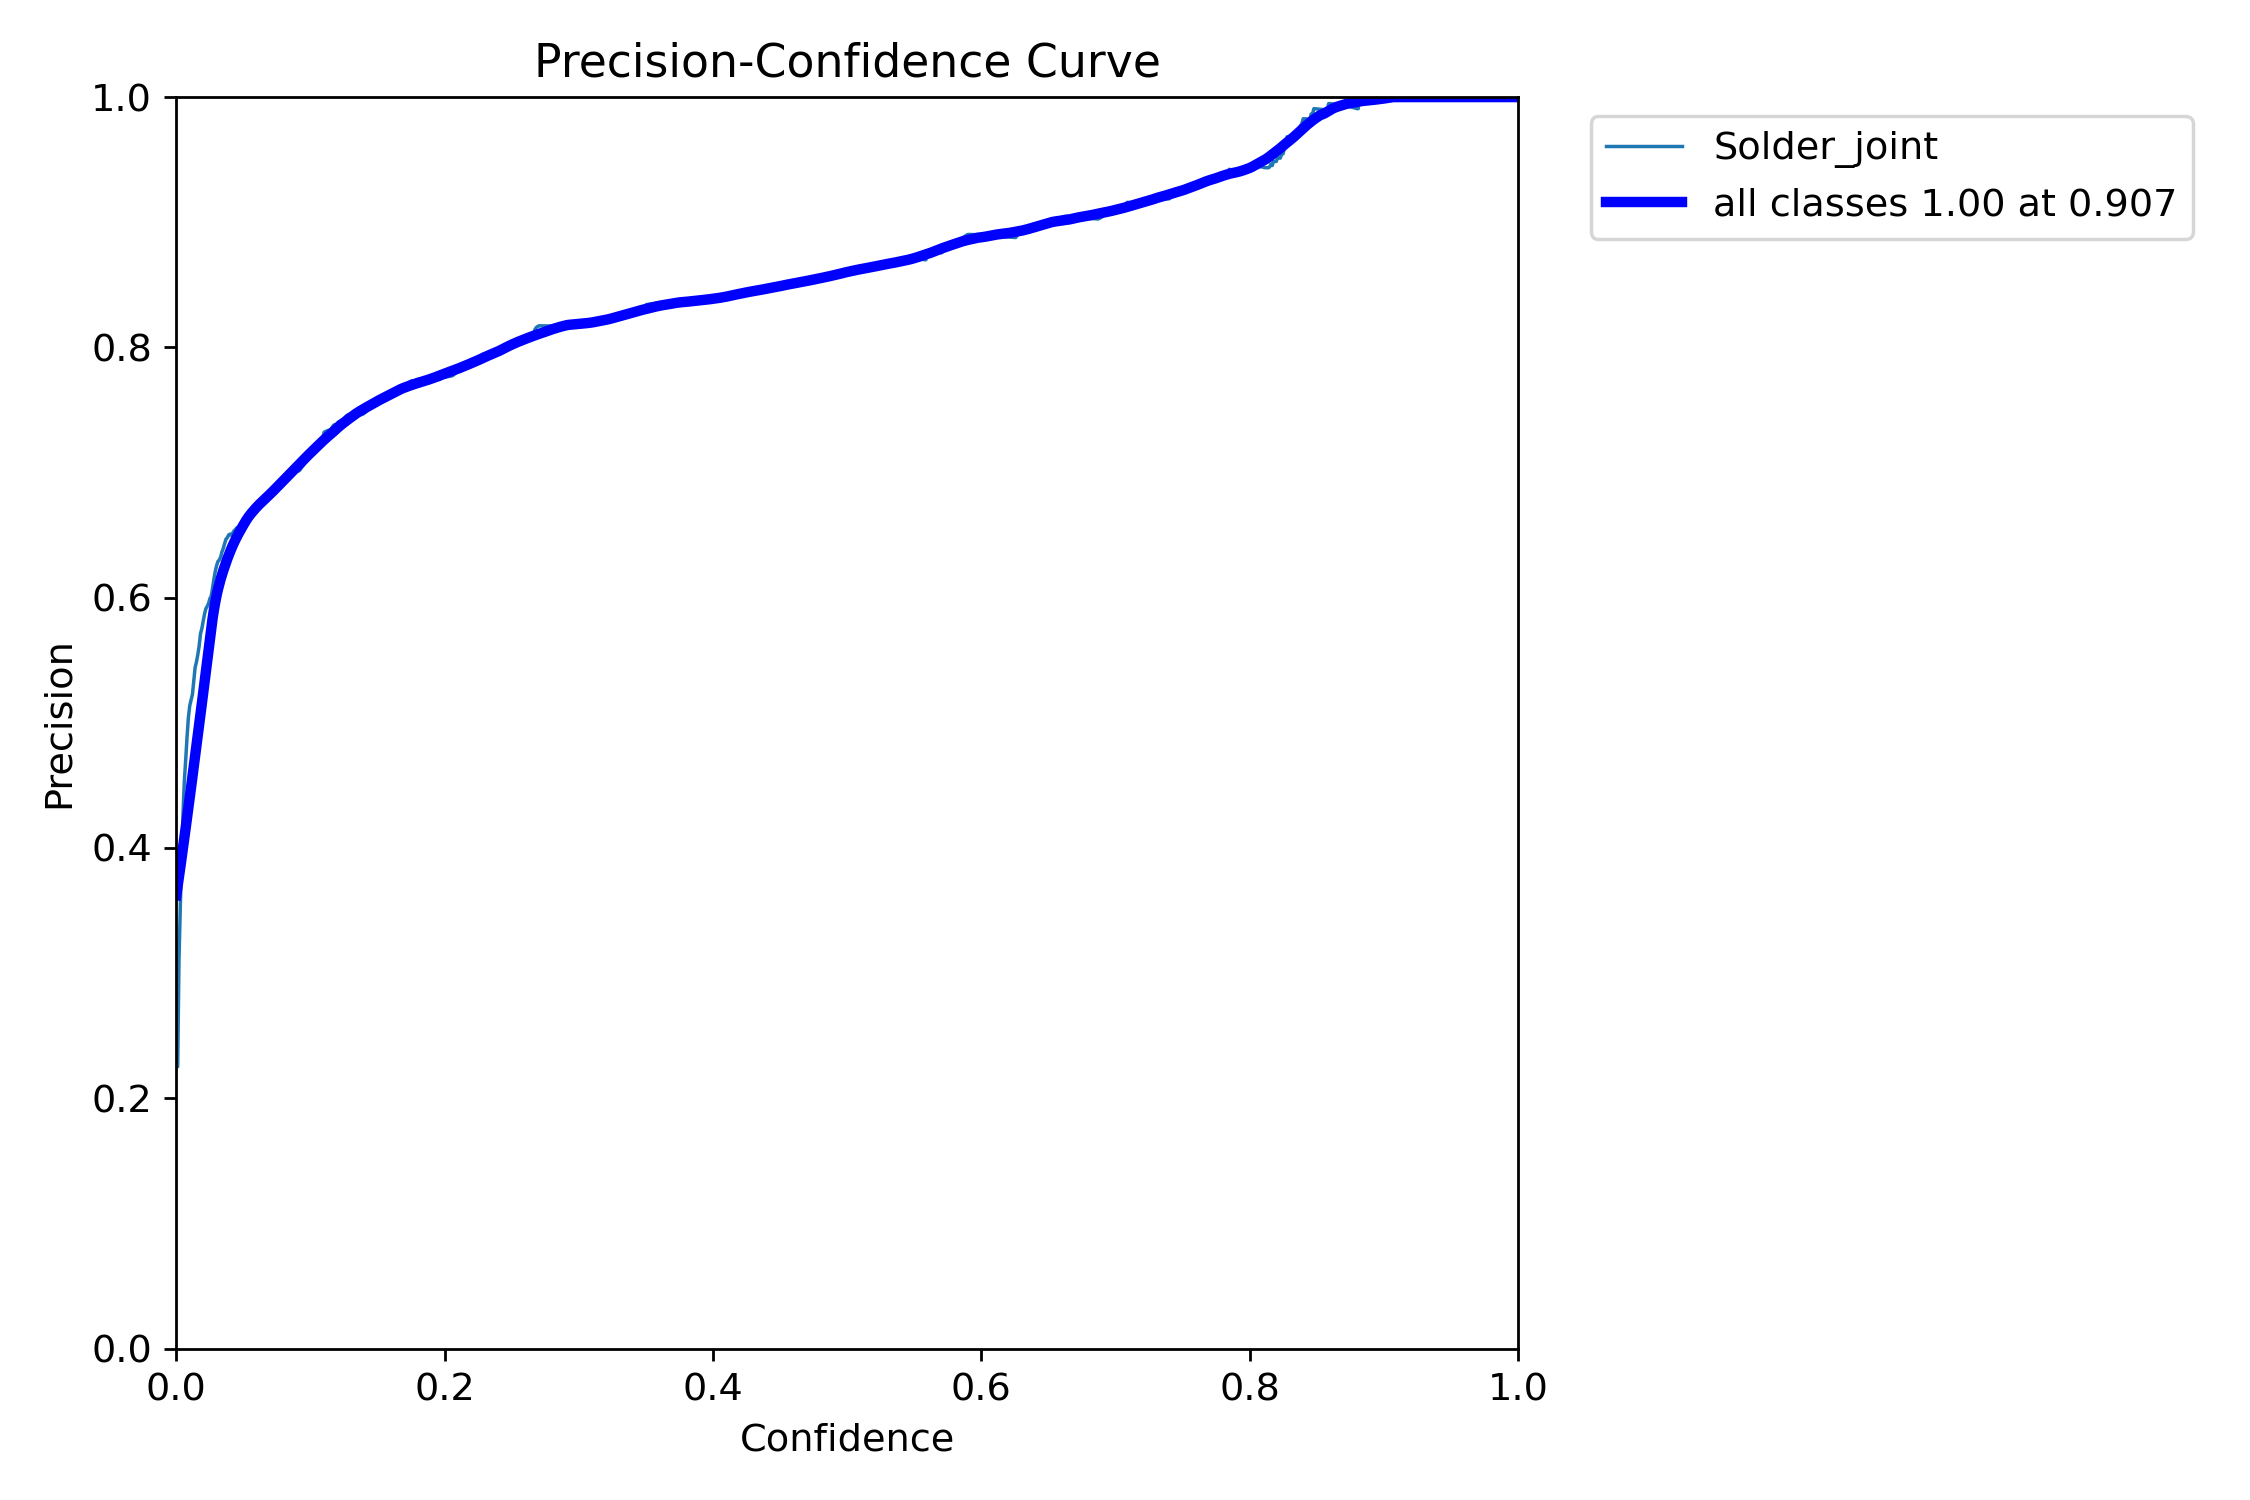 Precision-Confidence Curve
1.0
0.8
0.6
0.4
0.2
0.0
Precision
0.0 0.2 0.4 0.6 0.8 1.0
Confidence
Solder_joint
all classes 1.00 at 0.907